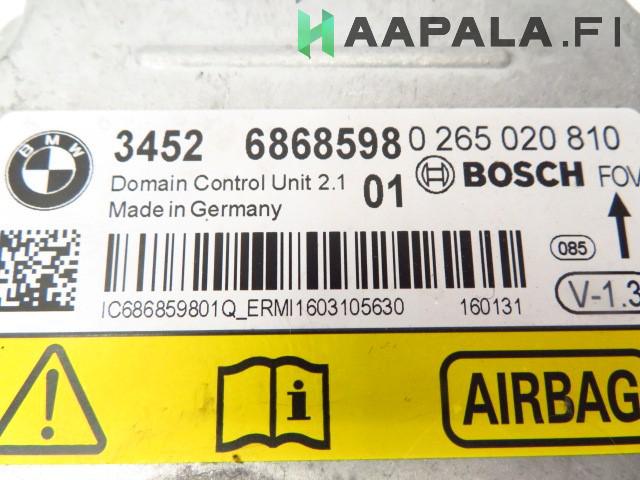 HAAPALA.FI
BMW
3452 6868598 0 265 020 810
Domain Control Unit 2.1 01 BOSCH FOV
Made in Germany
085
IC686859801Q_ERMI1603105630 160131
V-1.3
i AIRBAG